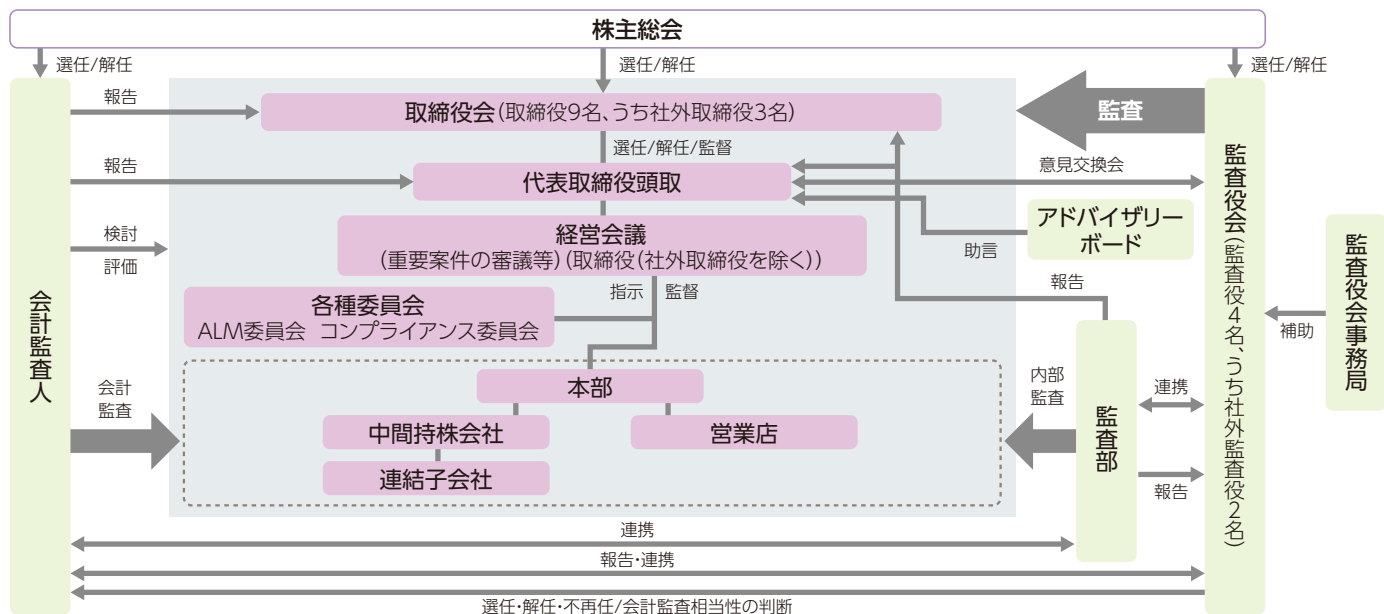 株主総会
選任/解任
選任/解任
選任/解任
会計監査人
報告
取締役会(取締役9名、うち社外取締役3名)
監査
選任/解任/監督
報告
代表取締役頭取
意見交換会
監査役会(監査役4名、うち社外監査役2名)
監査役会事務局
補助
検討
評価
経営会議
(重要案件の審議等)(取締役(社外取締役を除く))
アドバイザリー
ボード
助言
指示
監督
報告
各種委員会
ALM委員会 コンプライアンス委員会
会計
監査
本部
中間持株会社
営業店
連結子会社
内部
監査
監査部
連携
報告
連携
報告・連携
選任・解任・不再任/会計監査相当性の判断